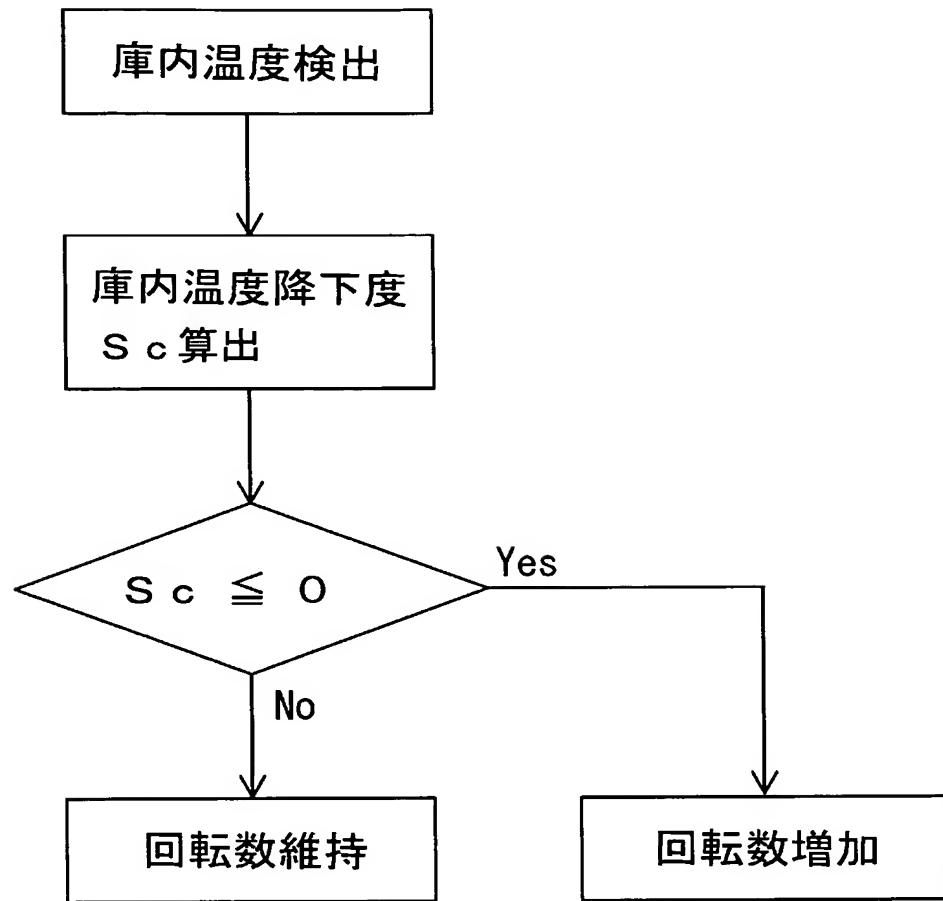 庫内温度検出
庫内温度降下度
Ｓｃ算出
Ｓｃ ≦ ０
Yes
No
回転数維持
回転数増加